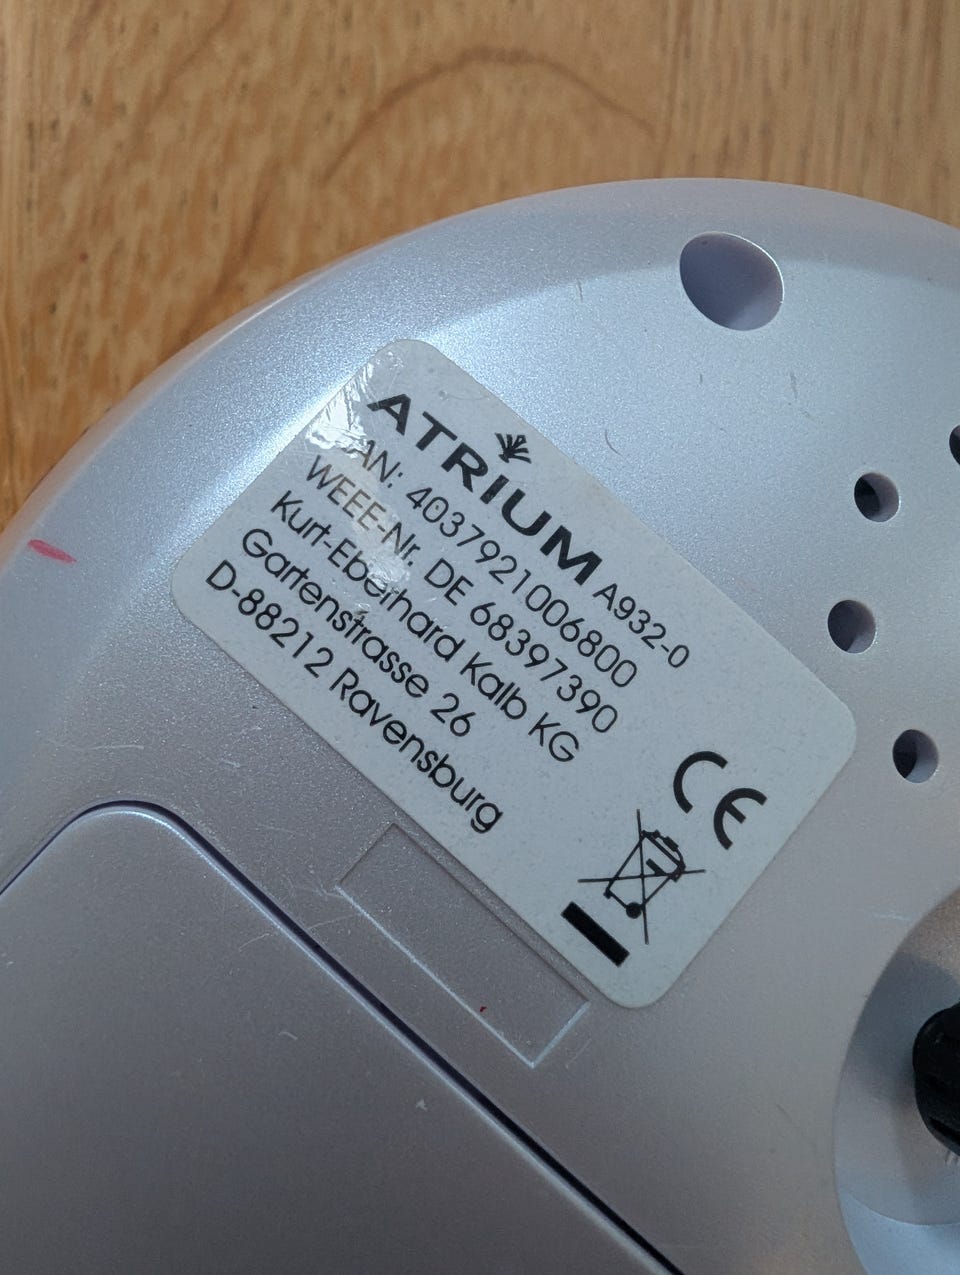 ATRIUM A932-0
AN: 4037921006800
WEEE-Nr. DE 68397390
Kurt-Eberhard Kalb KG
Gartenstrasse 26
D-88212 Ravensburg
CE